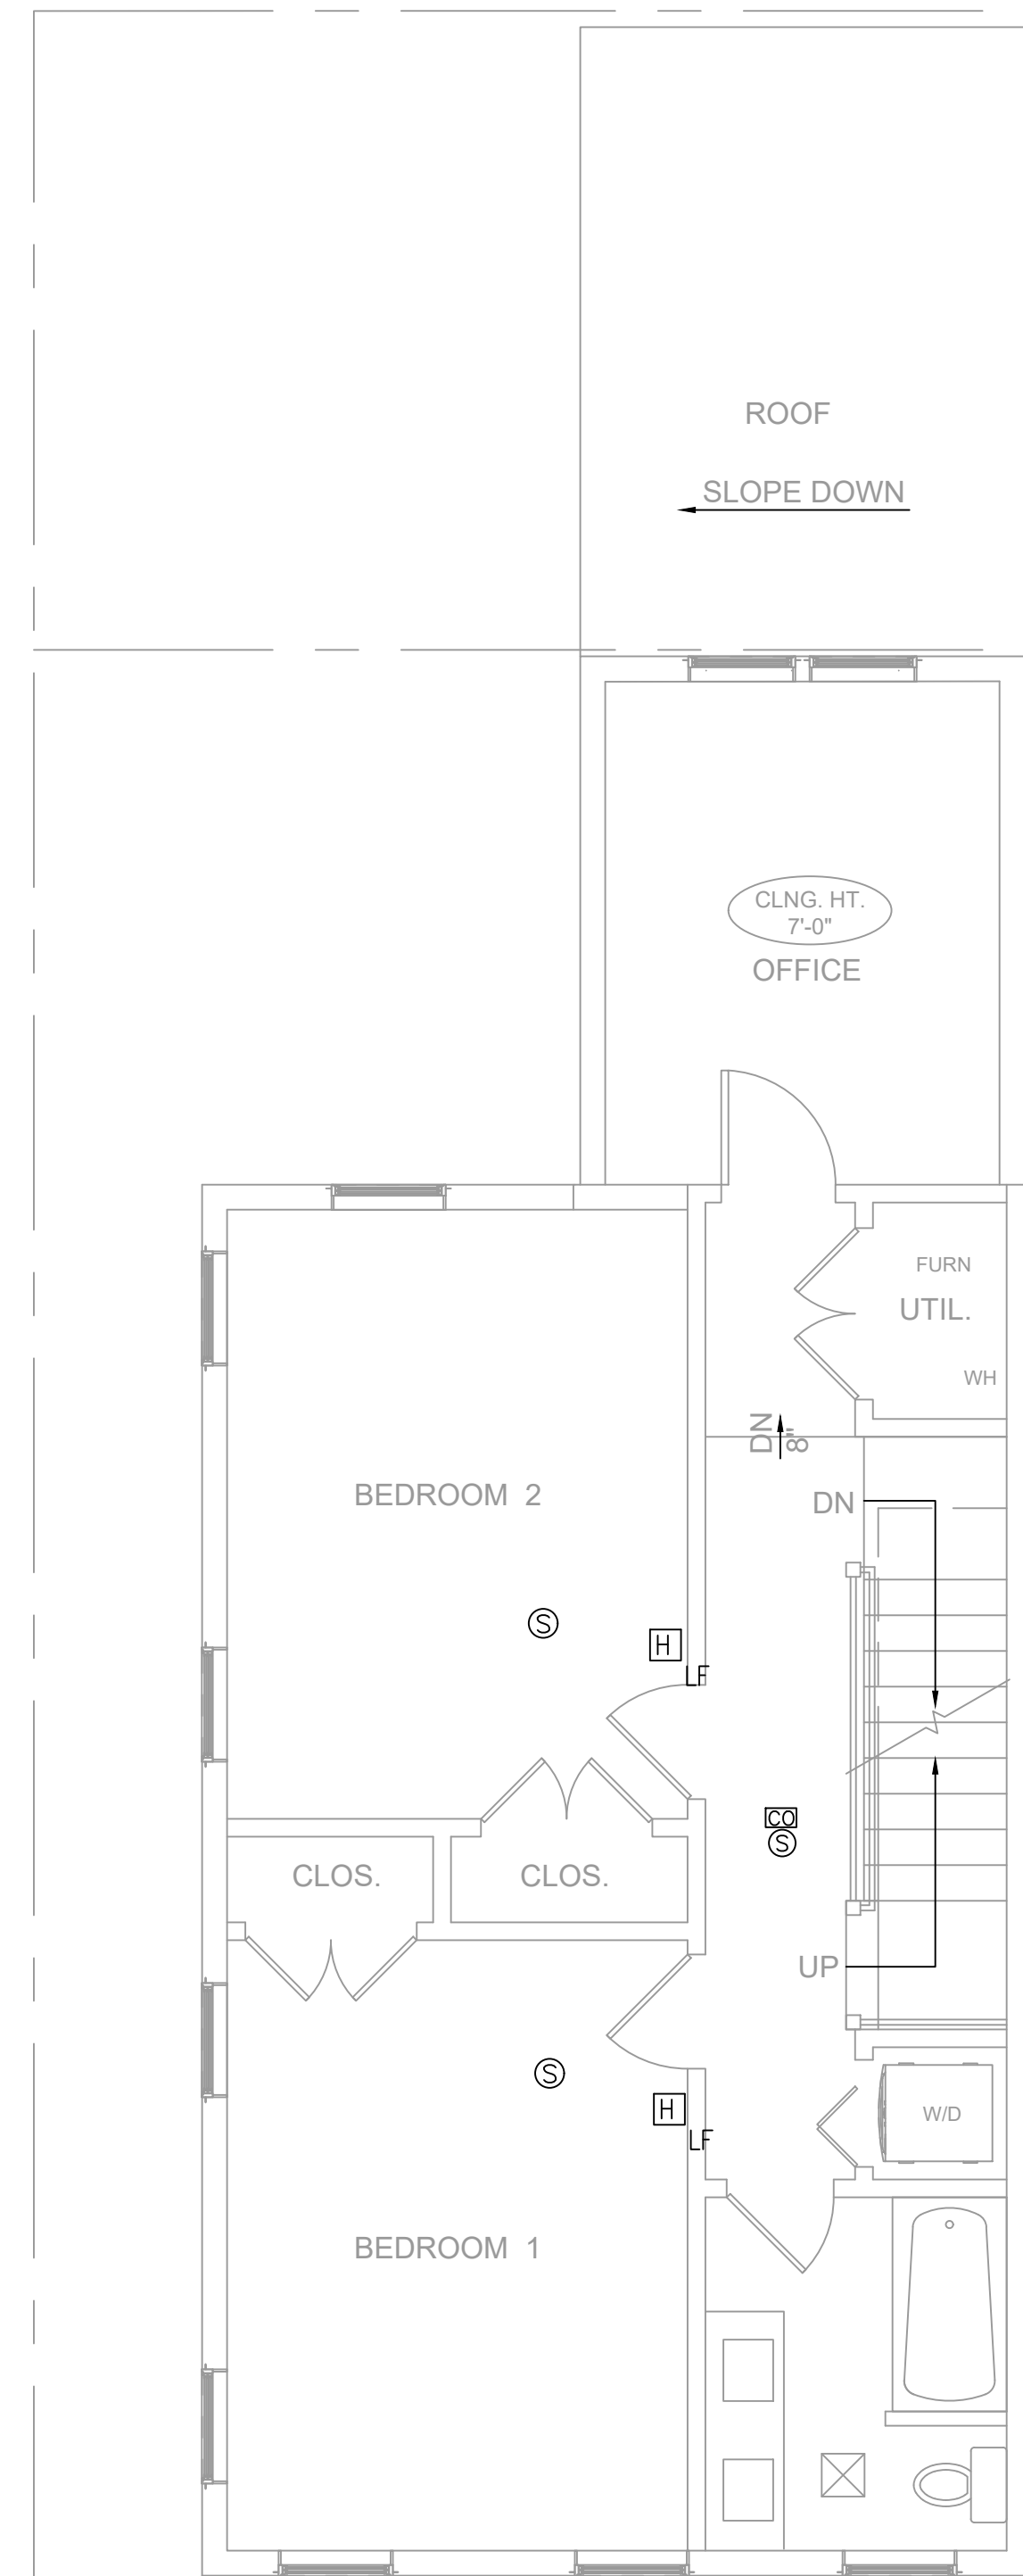 ROOF
SLOPE DOWN
CLNG. HT.
7'-0"
OFFICE
FURN
UTIL.
WH
DN
8"
BEDROOM 2
DN
S
H
LF
CO
S
CLOS.
CLOS.
UP
S
H
LF
W/D
BEDROOM 1